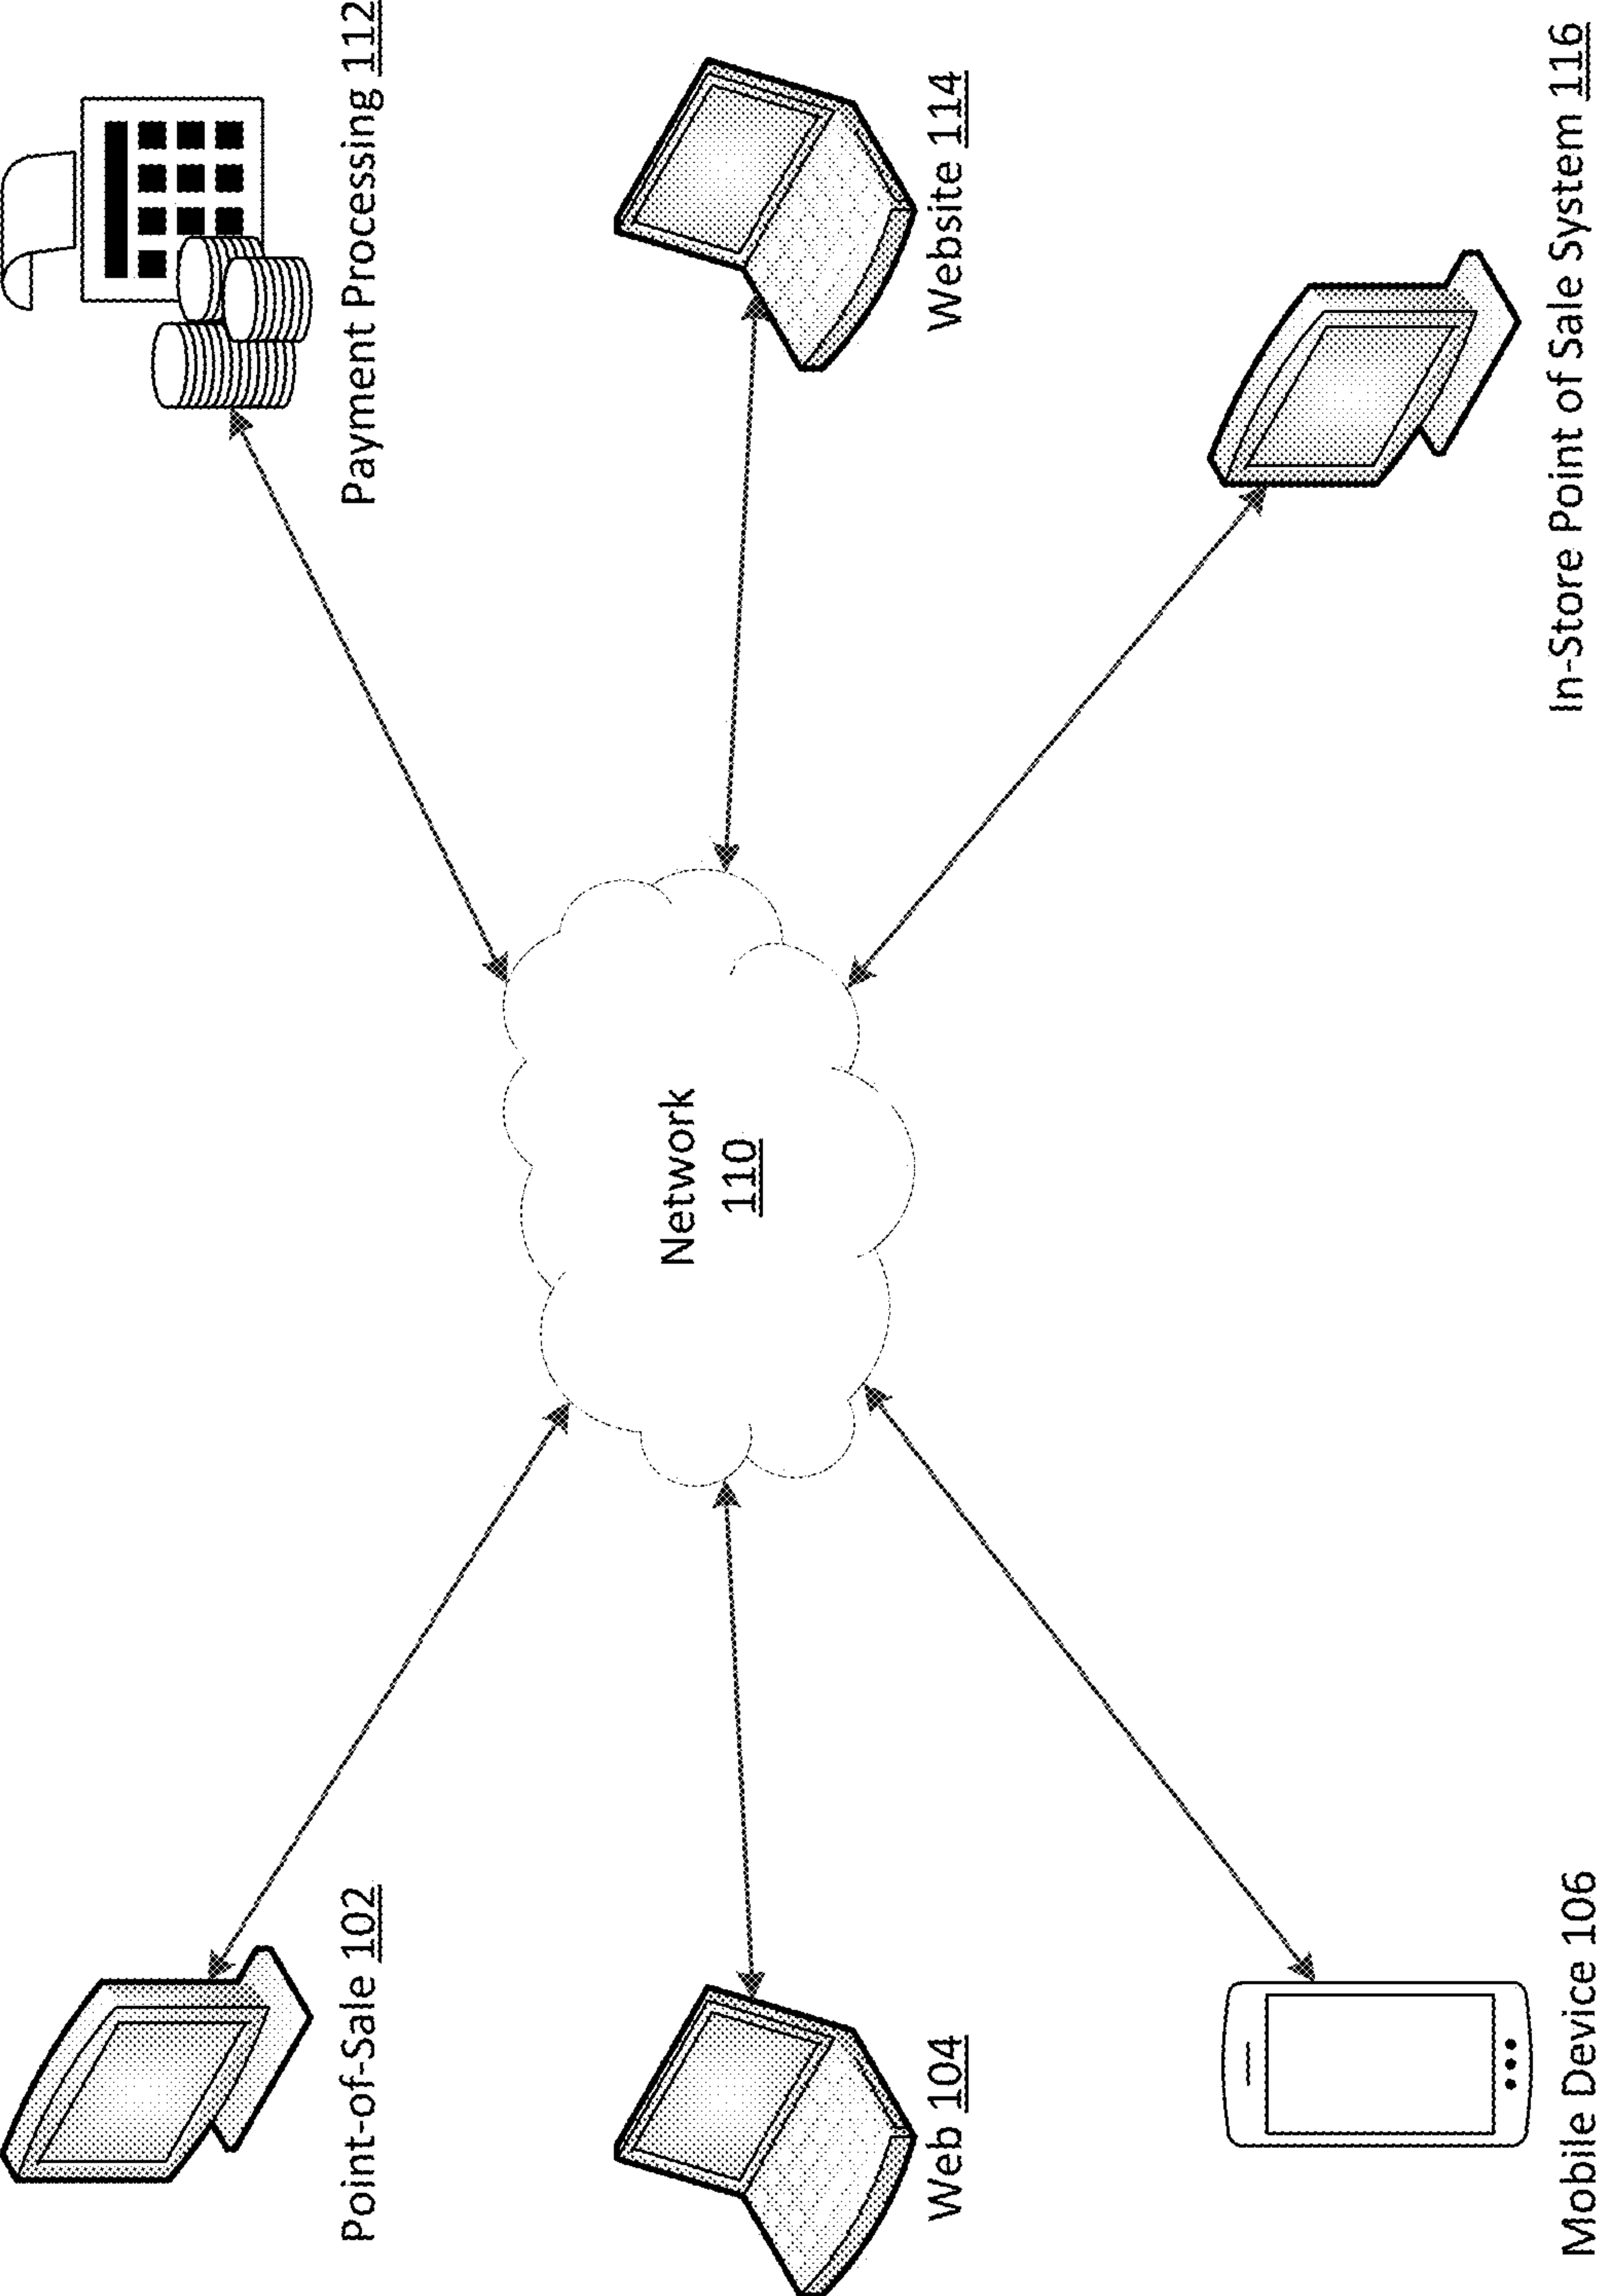 Point-of-Sale 102
Payment Processing 112
Network
110
Web 104
Website 114
Mobile Device 106
In-Store Point of Sale System 116